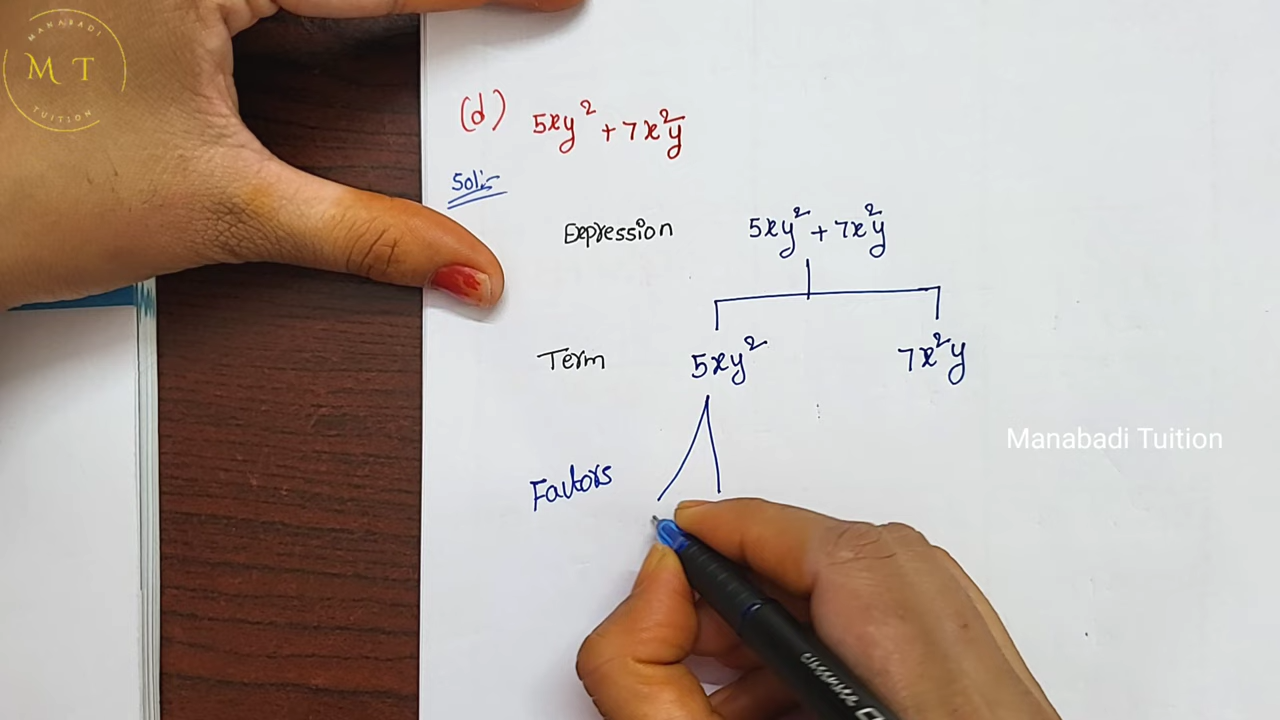 MANABADI
M T
TUITION
(d) 5xy² + 7x²y
Sol:-
Expression 5xy² + 7x²y
Term 5xy² 7x²y
Manabadi Tuition
Factors